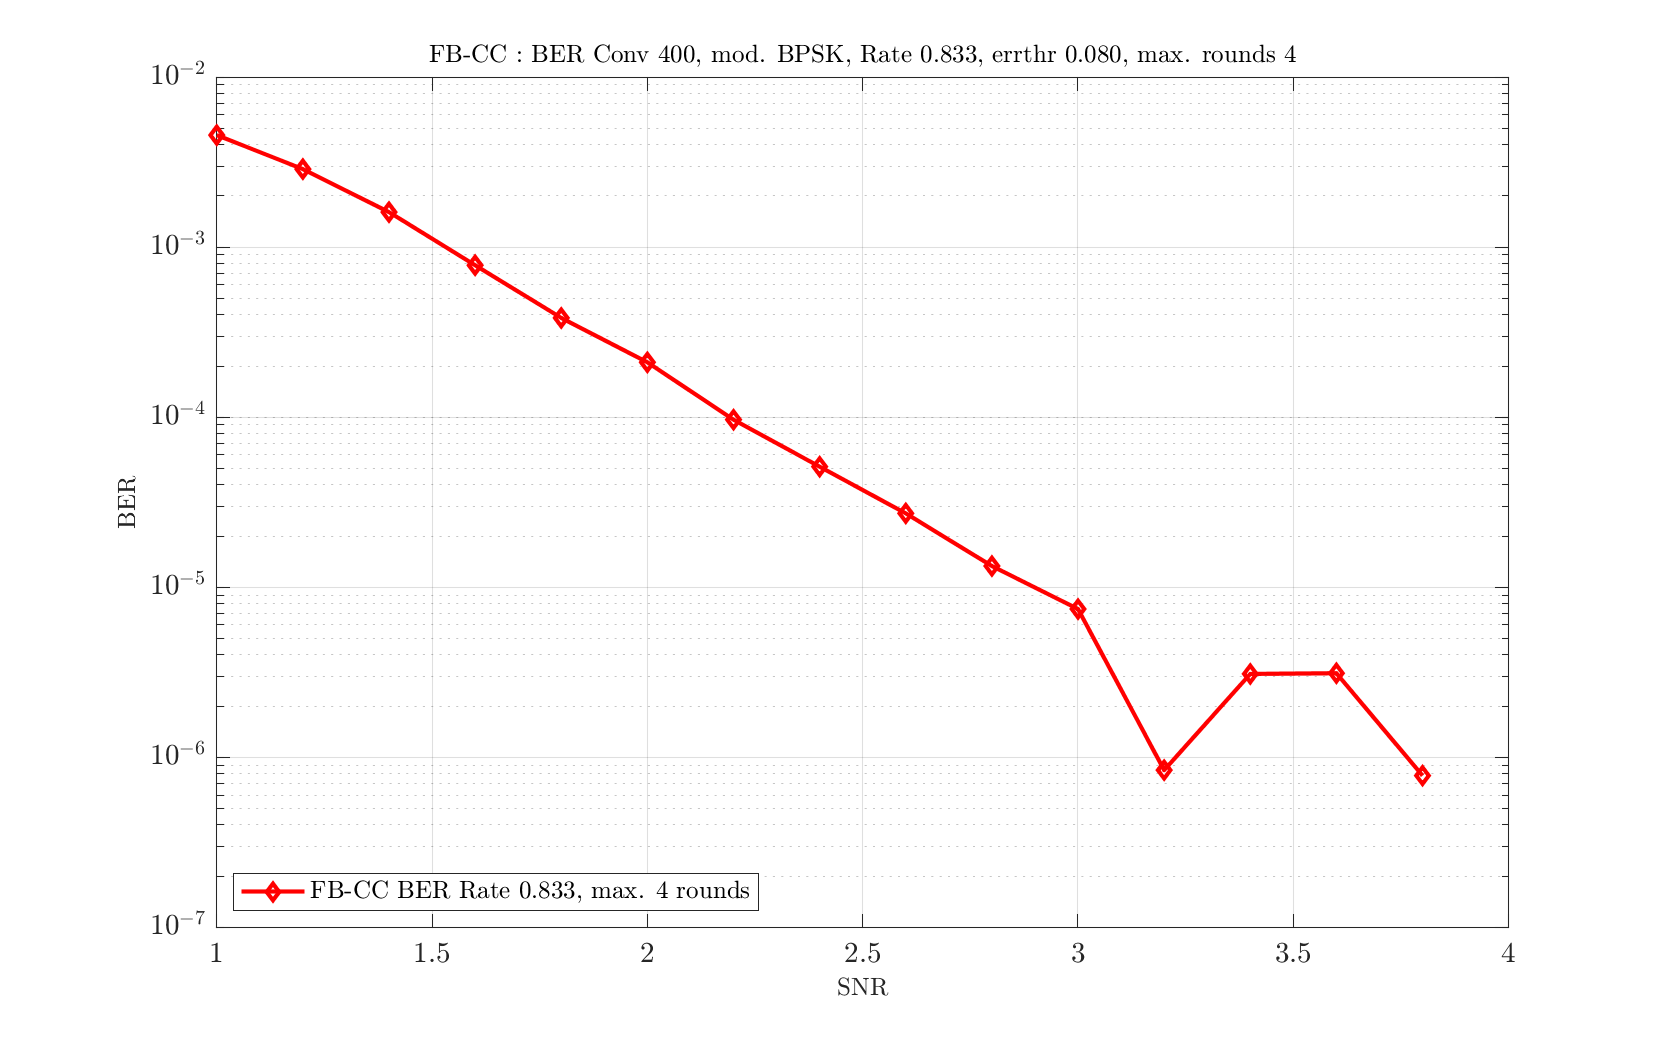 FB-CC : BER Conv 400, mod. BPSK, Rate 0.833, errthr 0.080, max. rounds 4
10⁻²
10⁻³
10⁻⁴
10⁻⁵
10⁻⁶
10⁻⁷
BER
FB-CC BER Rate 0.833, max. 4 rounds
1 1.5 2 2.5 3 3.5 4
SNR